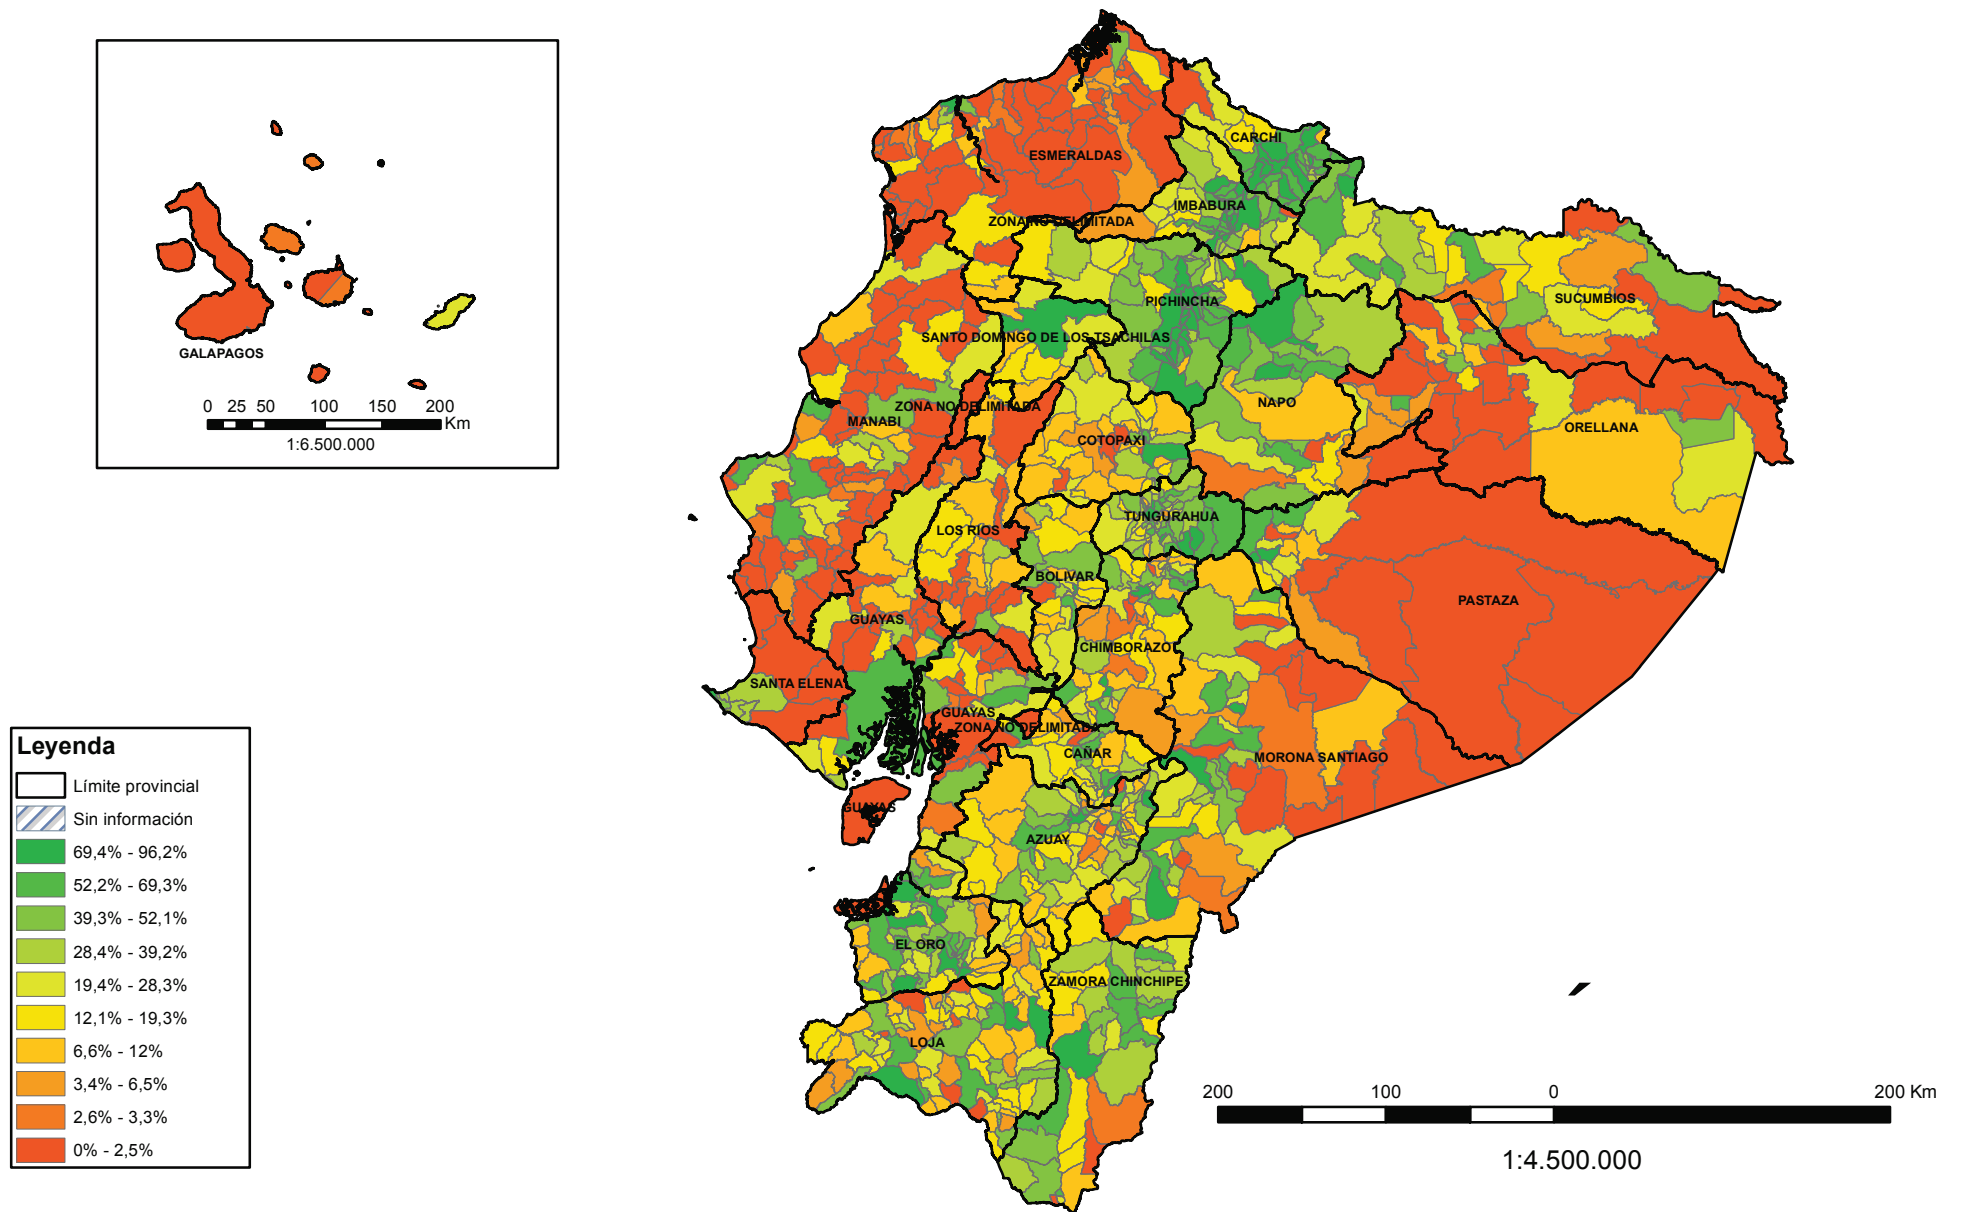 CARCHI
ESMERALDAS
IMBABURA
ZONA NO DELIMITADA
PICHINCHA
SUCUMBIOS
SANTO DOMINGO DE LOS TSACHILAS
GALAPAGOS
0 25 50 100 150 200 Km
1:6.500.000
ZONA NO DELIMITADA
NAPO
MANABI
ORELLANA
COTOPAXI
TUNGURAHUA
LOS RIOS
BOLIVAR
PASTAZA
GUAYAS
CHIMBORAZO
SANTA ELENA
GUAYAS
ZONA NO DELIMITADA
CAÑAR
MORONA SANTIAGO
GUAYAS
AZUAY
EL ORO
ZAMORA CHINCHIPE
LOJA
Leyenda
Límite provincial
Sin información
69,4% - 96,2%
52,2% - 69,3%
39,3% - 52,1%
28,4% - 39,2%
19,4% - 28,3%
12,1% - 19,3%
6,6% - 12%
3,4% - 6,5%
2,6% - 3,3%
0% - 2,5%
200 100 0 200 Km
1:4.500.000